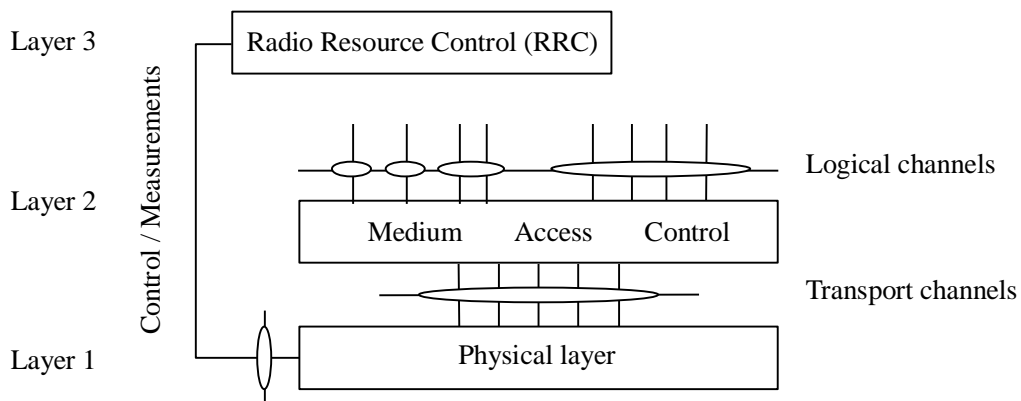 Layer 3
Radio Resource Control (RRC)
Control / Measurements
Logical channels
Layer 2
Medium Access Control
Transport channels
Layer 1
Physical layer